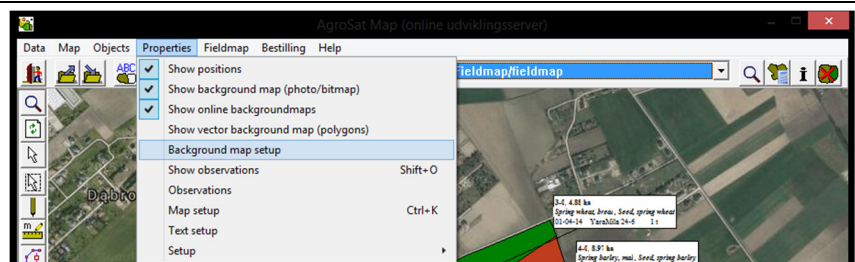 AgroSat Map (online udviklingsserver)
Data Map Objects Properties Fieldmap Bestilling Help
ABC
Fieldmap/fieldmap
Show positions
Show background map (photo/bitmap)
Show online backgroundmaps
Show vector background map (polygons)
Background map setup
Show observations Shift+O
Observations
Map setup Ctrl+K
Text setup
Setup
m
Dąbro
3-0, 4.88 ha
Spring wheat, breac, Seed, spring wheat
01-04-14 YaraMila 24-6 1 t
4-0, 8.97 ha
Spring barley, mal, Seed, spring barley